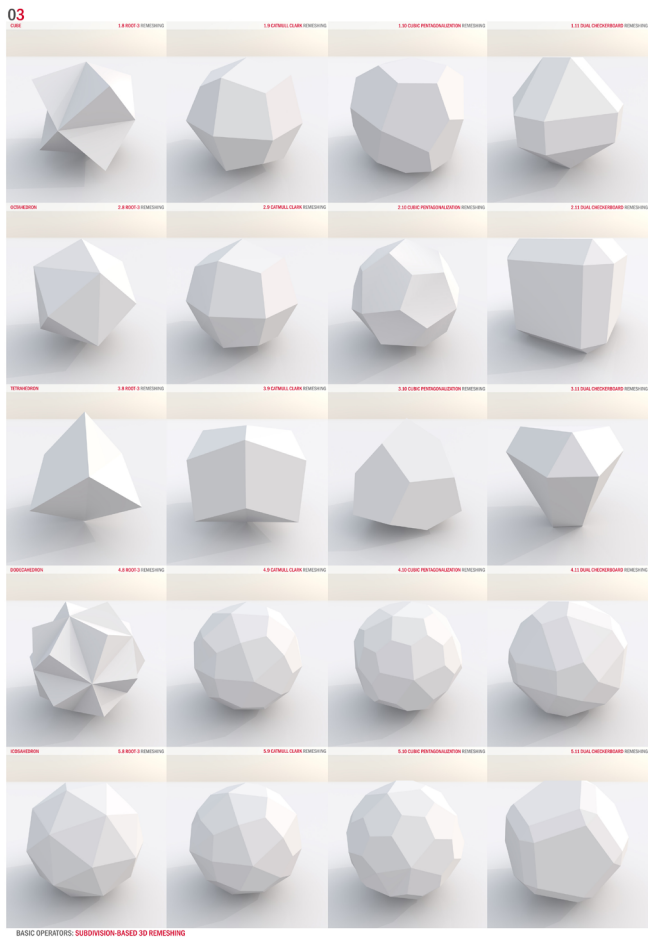 03
CUBE 1.8 ROOT-3 REMESHING 1.9 CATMULL CLARK REMESHING 1.10 CUBIC PENTAGONALIZATION REMESHING 1.11 DUAL CHECKERBOARD REMESHING
OCTAHEDRON 2.8 ROOT-3 REMESHING 2.9 CATMULL CLARK REMESHING 2.10 CUBIC PENTAGONALIZATION REMESHING 2.11 DUAL CHECKERBOARD REMESHING
TETRAHEDRON 3.8 ROOT-3 REMESHING 3.9 CATMULL CLARK REMESHING 3.10 CUBIC PENTAGONALIZATION REMESHING 3.11 DUAL CHECKERBOARD REMESHING
DODECAHEDRON 4.8 ROOT-3 REMESHING 4.9 CATMULL CLARK REMESHING 4.10 CUBIC PENTAGONALIZATION REMESHING 4.11 DUAL CHECKERBOARD REMESHING
ICOSAHEDRON 5.8 ROOT-3 REMESHING 5.9 CATMULL CLARK REMESHING 5.10 CUBIC PENTAGONALIZATION REMESHING 5.11 DUAL CHECKERBOARD REMESHING
BASIC OPERATORS: SUBDIVISION-BASED 3D REMESHING